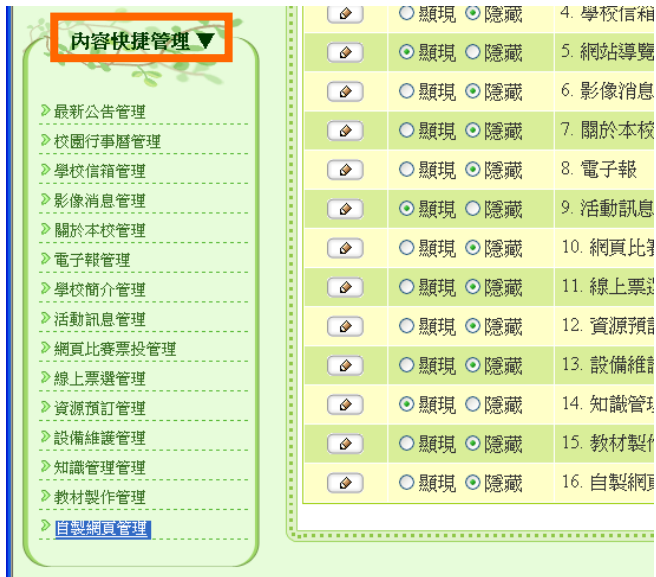 內容快捷管理▼
最新公告管理
校園行事曆管理
學校信箱管理
影像消息管理
關於本校管理
電子報管理
學校簡介管理
活動訊息管理
網頁比賽票投管理
線上票選管理
資源預訂管理
設備維護管理
知識管理管理
教材製作管理
自製網頁管理
顯現 隱藏 4. 學校信箱
顯現 隱藏 5. 網站導覽
顯現 隱藏 6. 影像消息
顯現 隱藏 7. 關於本校
顯現 隱藏 8. 電子報
顯現 隱藏 9. 活動訊息
顯現 隱藏 10. 網頁比賽
顯現 隱藏 11. 線上票選
顯現 隱藏 12. 資源預訂
顯現 隱藏 13. 設備維護
顯現 隱藏 14. 知識管理
顯現 隱藏 15. 教材製作
顯現 隱藏 16. 自製網頁